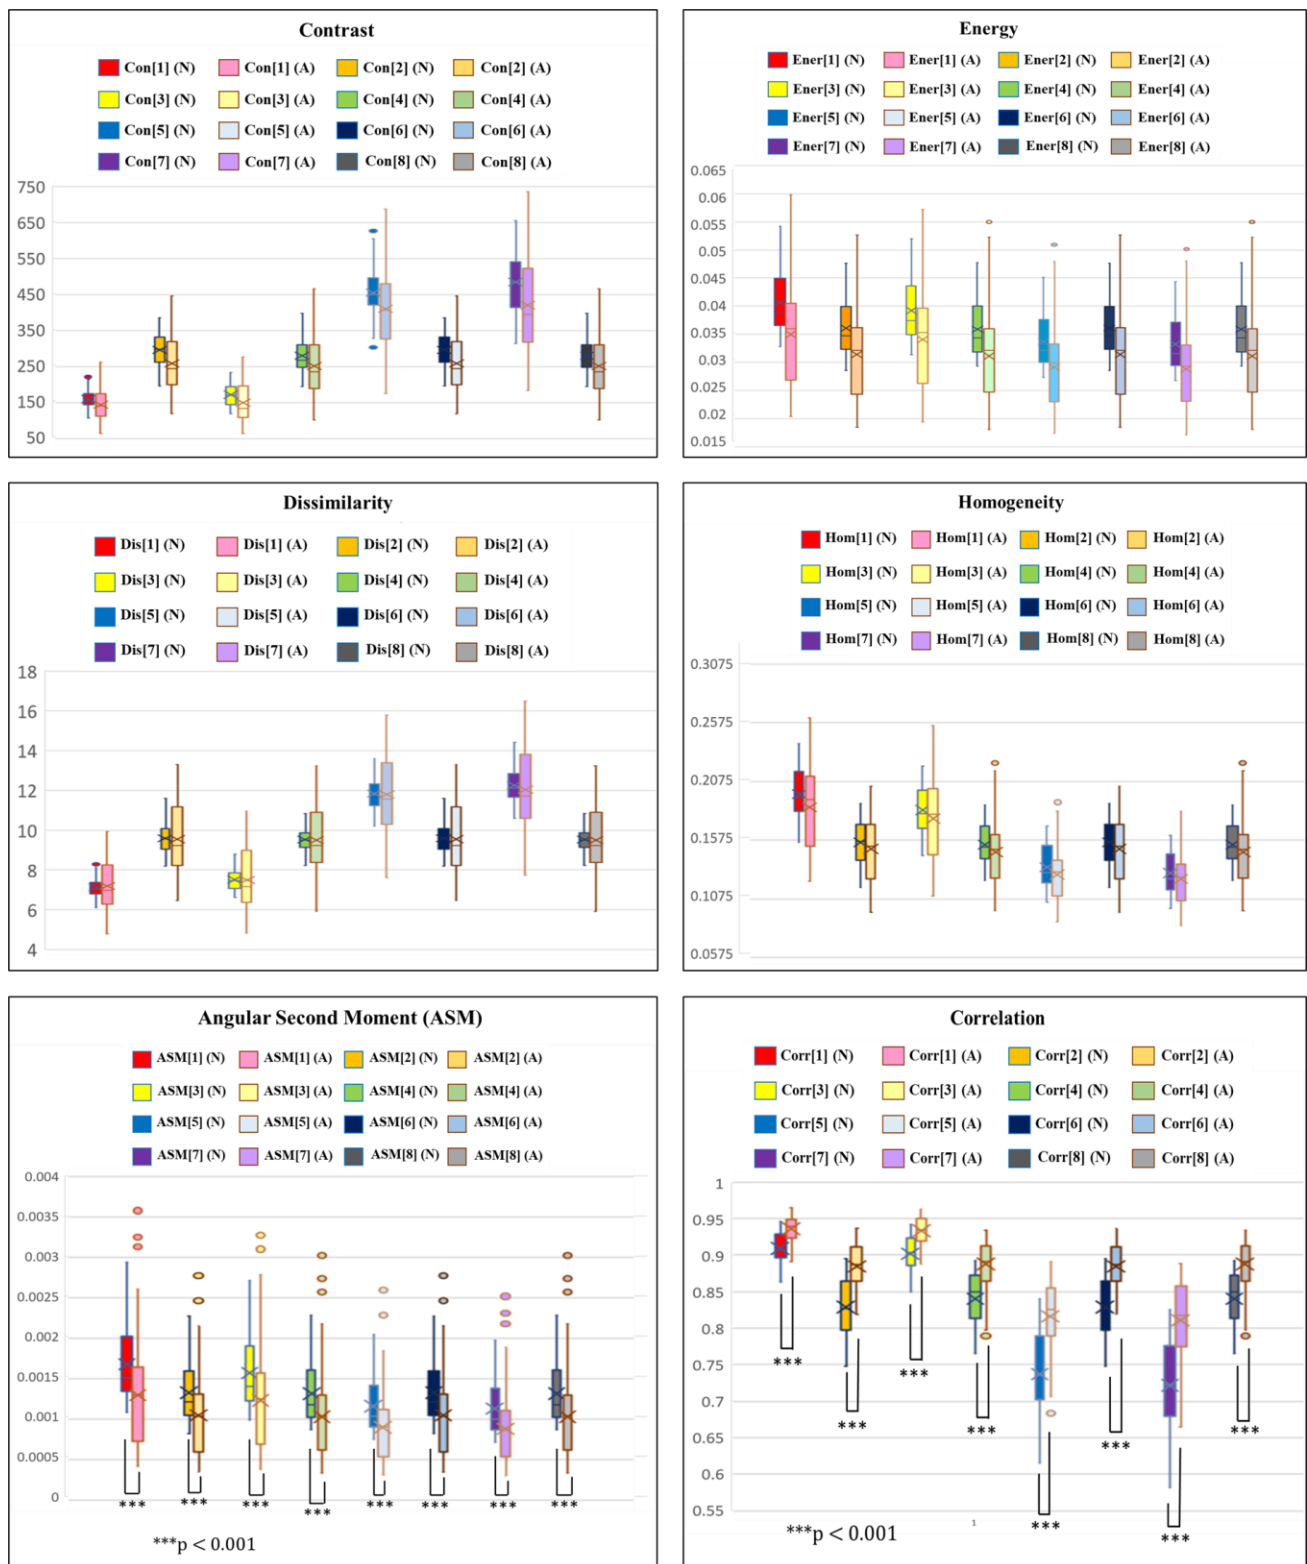 Contrast
Con[1] (N) Con[1] (A) Con[2] (N) Con[2] (A)
Con[3] (N) Con[3] (A) Con[4] (N) Con[4] (A)
Con[5] (N) Con[5] (A) Con[6] (N) Con[6] (A)
Con[7] (N) Con[7] (A) Con[8] (N) Con[8] (A)
750
650
550
450
350
250
150
50
Energy
Ener[1] (N) Ener[1] (A) Ener[2] (N) Ener[2] (A)
Ener[3] (N) Ener[3] (A) Ener[4] (N) Ener[4] (A)
Ener[5] (N) Ener[5] (A) Ener[6] (N) Ener[6] (A)
Ener[7] (N) Ener[7] (A) Ener[8] (N) Ener[8] (A)
0.065
0.06
0.055
0.05
0.045
0.04
0.035
0.03
0.025
0.02
0.015
Dissimilarity
Dis[1] (N) Dis[1] (A) Dis[2] (N) Dis[2] (A)
Dis[3] (N) Dis[3] (A) Dis[4] (N) Dis[4] (A)
Dis[5] (N) Dis[5] (A) Dis[6] (N) Dis[6] (A)
Dis[7] (N) Dis[7] (A) Dis[8] (N) Dis[8] (A)
18
16
14
12
10
8
6
4
Homogeneity
Hom[1] (N) Hom[1] (A) Hom[2] (N) Hom[2] (A)
Hom[3] (N) Hom[3] (A) Hom[4] (N) Hom[4] (A)
Hom[5] (N) Hom[5] (A) Hom[6] (N) Hom[6] (A)
Hom[7] (N) Hom[7] (A) Hom[8] (N) Hom[8] (A)
0.3075
0.2575
0.2075
0.1575
0.1075
0.0575
Angular Second Moment (ASM)
ASM[1] (N) ASM[1] (A) ASM[2] (N) ASM[2] (A)
ASM[3] (N) ASM[3] (A) ASM[4] (N) ASM[4] (A)
ASM[5] (N) ASM[5] (A) ASM[6] (N) ASM[6] (A)
ASM[7] (N) ASM[7] (A) ASM[8] (N) ASM[8] (A)
0.004
0.0035
0.003
0.0025
0.002
0.0015
0.001
0.0005
0
*** *** *** *** *** *** *** ***
***p < 0.001
Correlation
Corr[1] (N) Corr[1] (A) Corr[2] (N) Corr[2] (A)
Corr[3] (N) Corr[3] (A) Corr[4] (N) Corr[4] (A)
Corr[5] (N) Corr[5] (A) Corr[6] (N) Corr[6] (A)
Corr[7] (N) Corr[7] (A) Corr[8] (N) Corr[8] (A)
1
0.95
0.9
0.85
0.8
0.75
0.7
0.65
0.6
0.55
*** *** *** *** *** *** *** ***
***p < 0.001
1